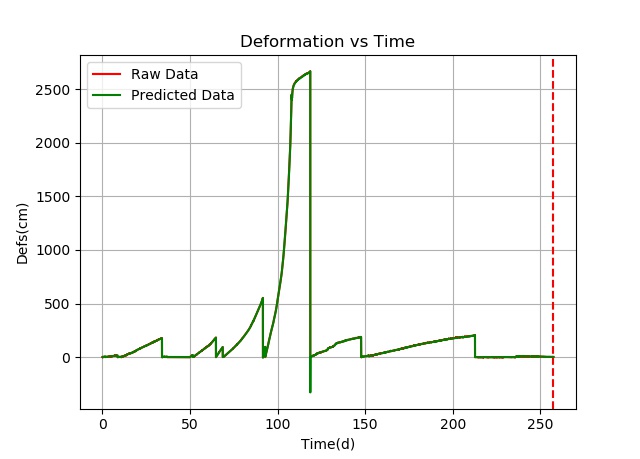 Deformation vs Time
Raw Data
Predicted Data
Defs(cm)
2500
2000
1500
1000
500
0
0 50 100 150 200 250
Time(d)